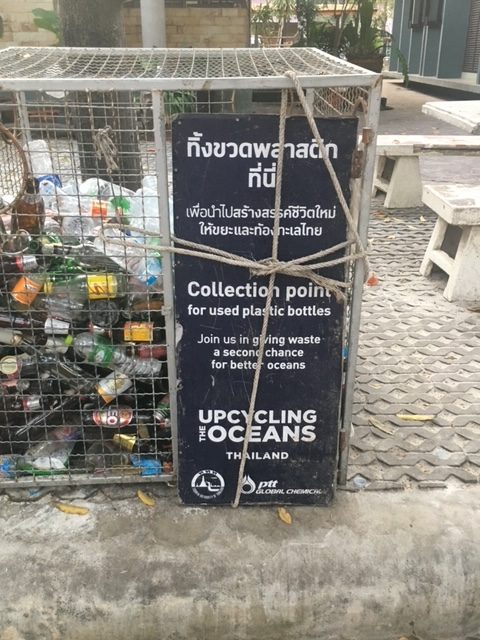 ทิ้งขวดพลาสติก
ที่นี่
เพื่อนำไปสร้างสรรค์ชีวิตใหม่
ให้ขยะและท้องทะเลไทย
Collection point
for used plastic bottles
Join us in giving waste
a second chance
for better oceans
UPCYCLING
THE OCEANS
THAILAND
ptt
GLOBAL CHEMICAL